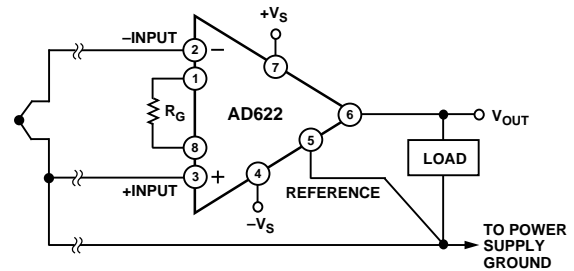 +VS
−INPUT
2
−
7
1
RG
AD622
6
VOUT
5
8
LOAD
3
+
4
+INPUT
REFERENCE
−VS
TO POWER
SUPPLY
GROUND